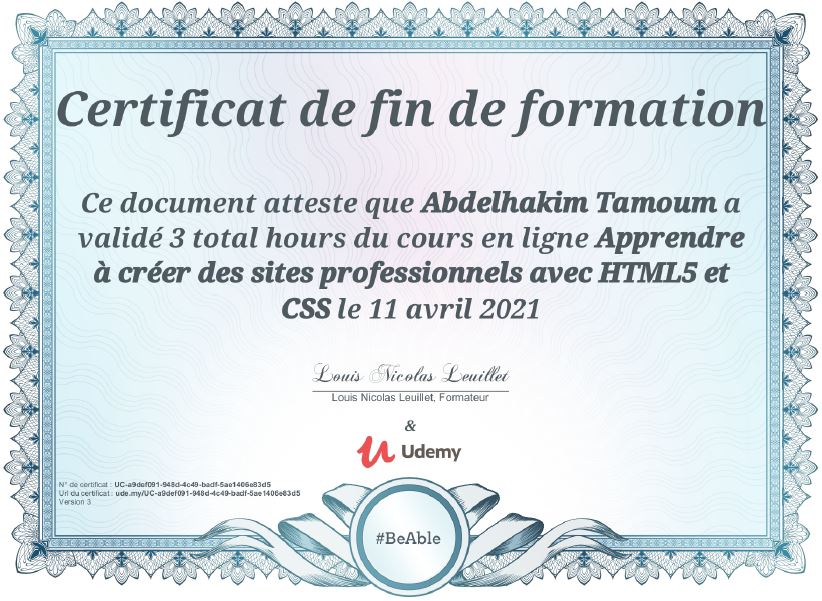 Certificat de fin de formation
Ce document atteste que Abdelhakim Tamoum a
validé 3 total hours du cours en ligne Apprendre
à créer des sites professionnels avec HTML5 et
CSS le 11 avril 2021
Louis Nicolas Leuillet
Louis Nicolas Leuillet, Formateur
&
Udemy
N° de certificat : UC-a9def091-948d-4c49-badf-5ae1406e83d5
Url du certificat : ude.my/UC-a9def091-948d-4c49-badf-5ae1406e83d5
Version 3
#BeAble